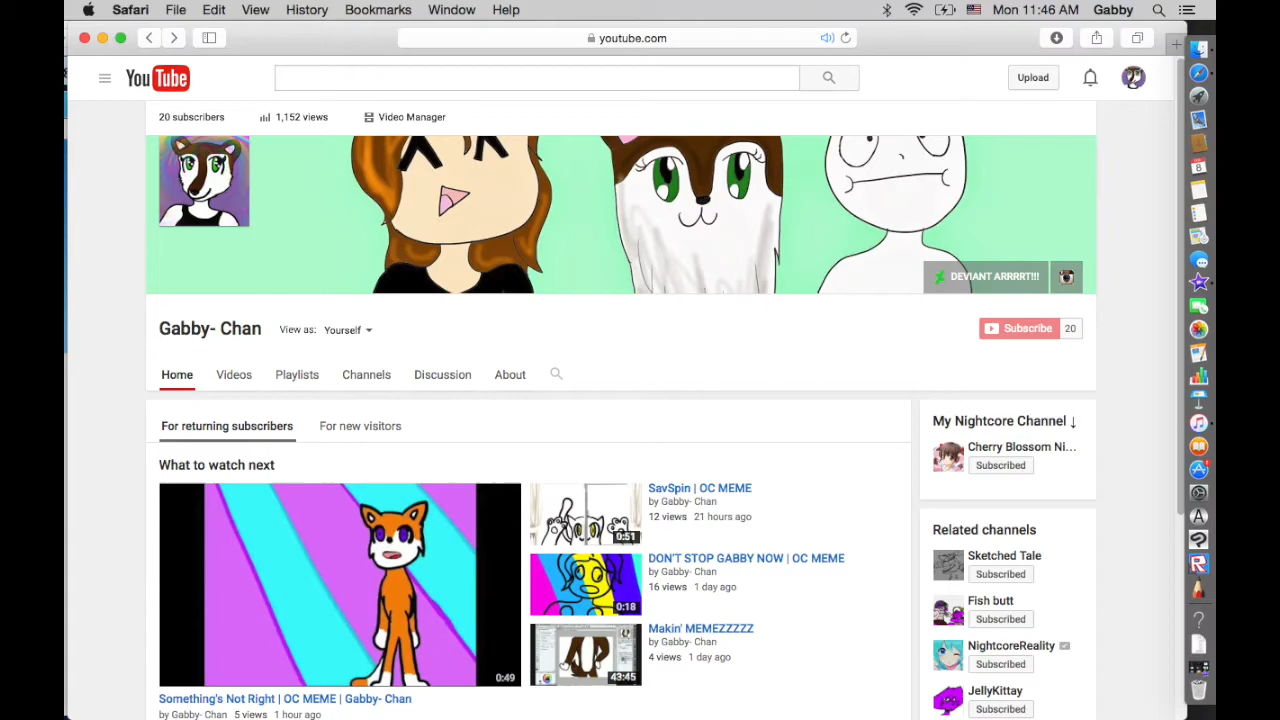 Safari File Edit View History Bookmarks Window Help Mon 11:46 AM Gabby
youtube.com
YouTube
Upload
20 subscribers 1,152 views Video Manager
DEVIANT ARRRRT!!!
Gabby- Chan View as: Yourself
Subscribe 20
Home Videos Playlists Channels Discussion About
For returning subscribers For new visitors
What to watch next
0:49
Something's Not Right | OC MEME | Gabby-Chan
by Gabby- Chan 5 views 1 hour ago
SavSpin | OC MEME
by Gabby- Chan
12 views 21 hours ago
0:51
DON'T STOP GABBY NOW | OC MEME
by Gabby- Chan
16 views 1 day ago
0:18
Makin' MEMEZZZZZ
by Gabby- Chan
4 views 1 day ago
43:45
My Nightcore Channel ↓
Cherry Blossom Ni...
Subscribed
Related channels
Sketched Tale
Subscribed
Fish butt
Subscribed
NightcoreReality
Subscribed
JellyKittay
Subscribed
8